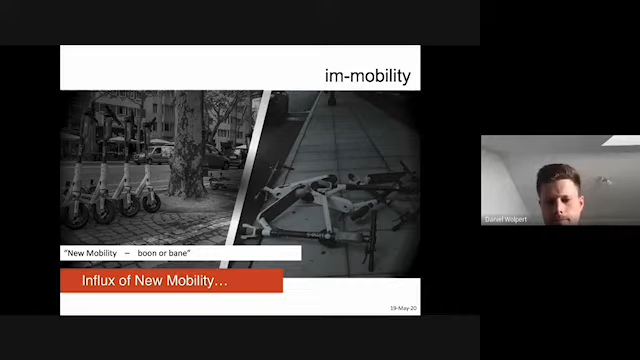 im-mobility
"New Mobility – boon or bane"
Influx of New Mobility...
19-May-20
Daniel Wolpert